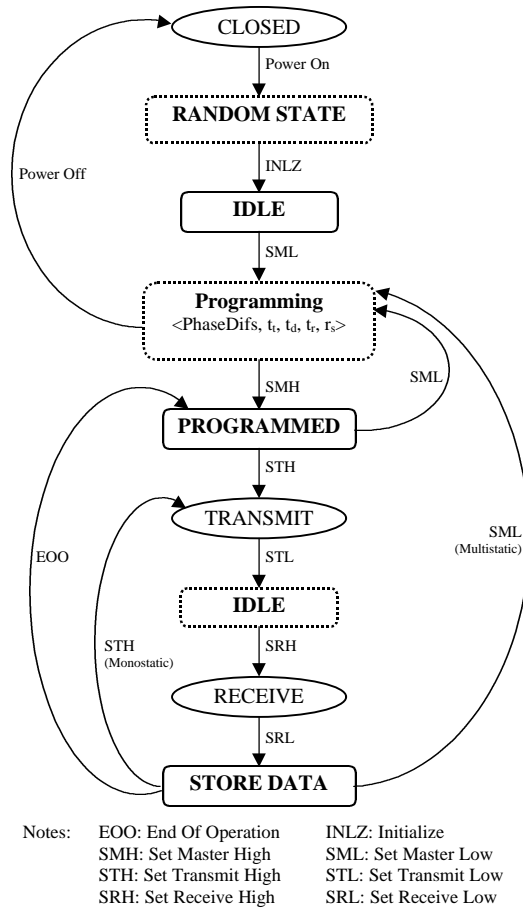 CLOSED
Power On
RANDOM STATE
INLZ
Power Off
IDLE
SML
Programming
<PhaseDifs, tₜ, t_d, tᵣ, rₛ>
SMH
SML
PROGRAMMED
STH
TRANSMIT
SML
(Multistatic)
EOO
STL
IDLE
STH
(Monostatic)
SRH
RECEIVE
SRL
STORE DATA
Notes: EOO: End Of Operation INLZ: Initialize
SMH: Set Master High SML: Set Master Low
STH: Set Transmit High STL: Set Transmit Low
SRH: Set Receive High SRL: Set Receive Low